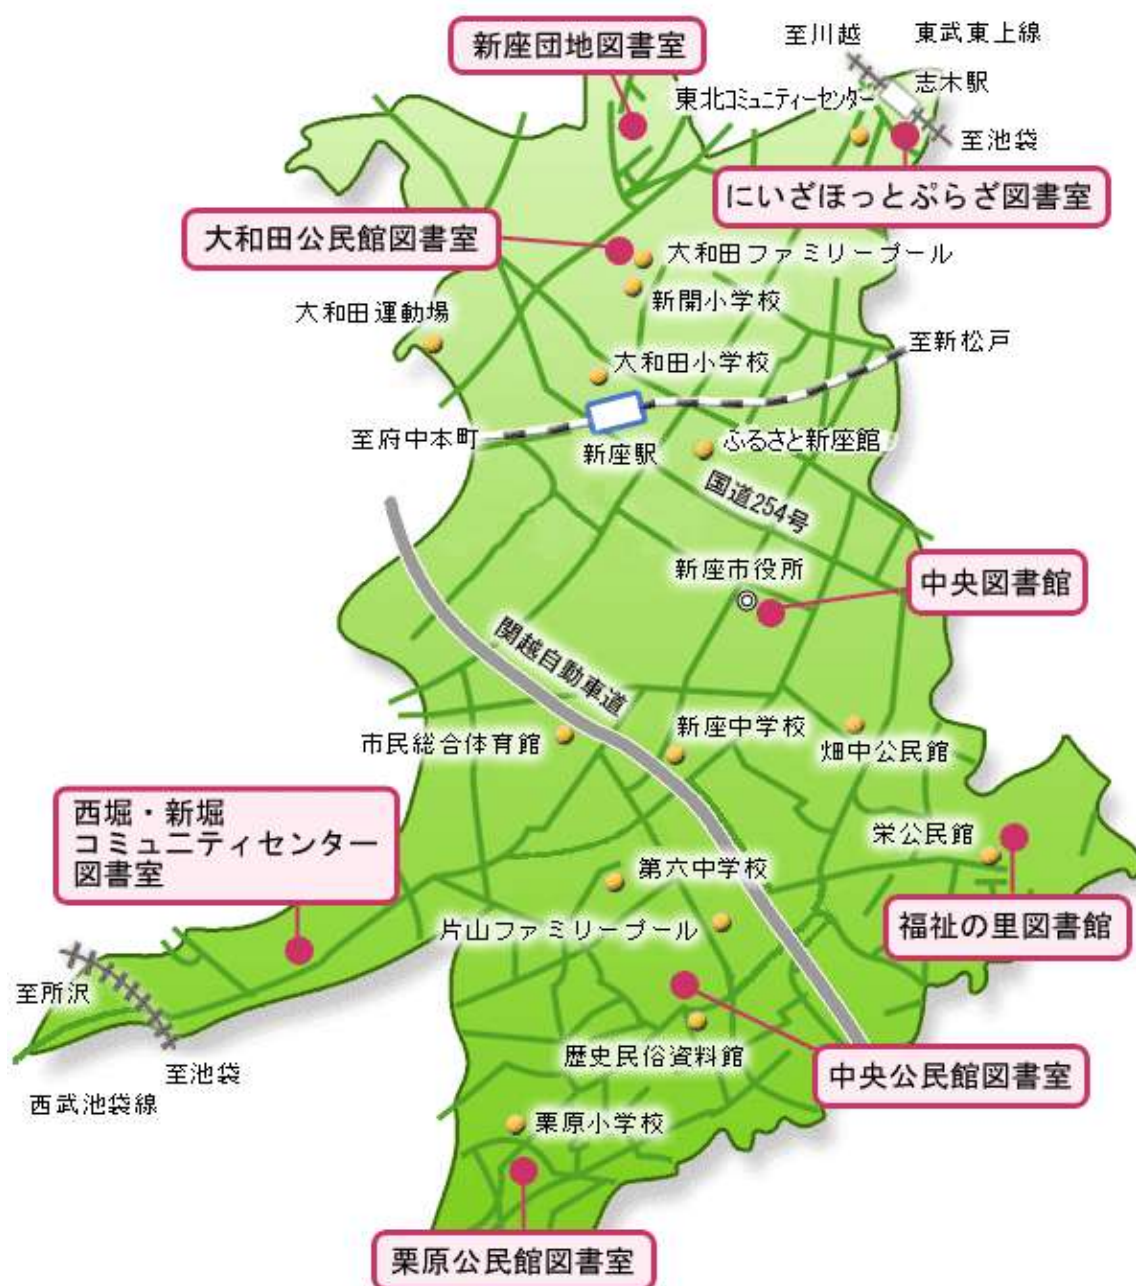 新座団地図書室
至川越
東武東上線
志木駅
東北コミュニティーセンター
至池袋
にいざほっとぷらざ図書室
大和田公民館図書室
大和田ファミリープール
新開小学校
大和田運動場
至新松戸
大和田小学校
至府中本町
新座駅
ふるさと新座館
国道254号
新座市役所
中央図書館
関越自動車道
市民総合体育館
新座中学校
畑中公民館
西堀・新堀
コミュニティセンター
図書室
栄公民館
第六中学校
片山ファミリープール
福祉の里図書館
至所沢
至池袋
西武池袋線
歴史民俗資料館
中央公民館図書室
栗原小学校
栗原公民館図書室